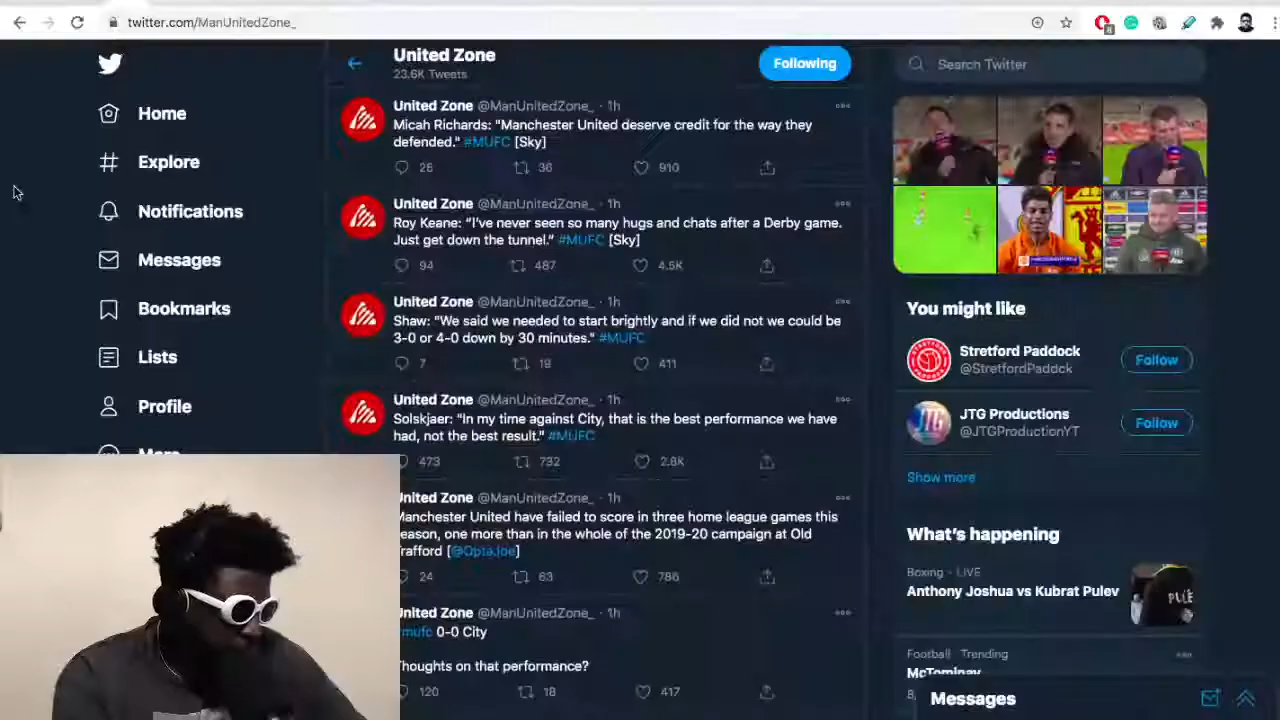 twitter.com/ManUnitedZone_
8
United Zone
23.6K Tweets
Following
Search Twitter
Home
Explore
Notifications
Messages
Bookmarks
Lists
Profile
More
United Zone @ManUnitedZone_ · 1h
Micah Richards: "Manchester United deserve credit for the way they
defended." #MUFC [Sky]
26 36 910
United Zone @ManUnitedZone_ · 1h
Roy Keane: "I've never seen so many hugs and chats after a Derby game.
Just get down the tunnel." #MUFC [Sky]
94 487 4.5K
United Zone @ManUnitedZone_ · 1h
Shaw: "We said we needed to start brightly and if we did not we could be
3-0 or 4-0 down by 30 minutes." #MUFC
7 19 411
United Zone @ManUnitedZone_ · 1h
Solskjaer: "In my time against City, that is the best performance we have
had, not the best result." #MUFC
473 732 2.8K
United Zone @ManUnitedZone_ · 1h
Manchester United have failed to score in three home league games this
eason, one more than in the whole of the 2019-20 campaign at Old
rafford [@OptaJoe]
24 63 786
United Zone @ManUnitedZone_ · 1h
mufc 0-0 City
houghts on that performance?
120 18 417
You might like
Stretford Paddock
@StretfordPaddck
Follow
JTG Productions
@JTGProductionYT
Follow
Show more
What's happening
Boxing · LIVE
Anthony Joshua vs Kubrat Pulev
Football · Trending
McTominay
Messages